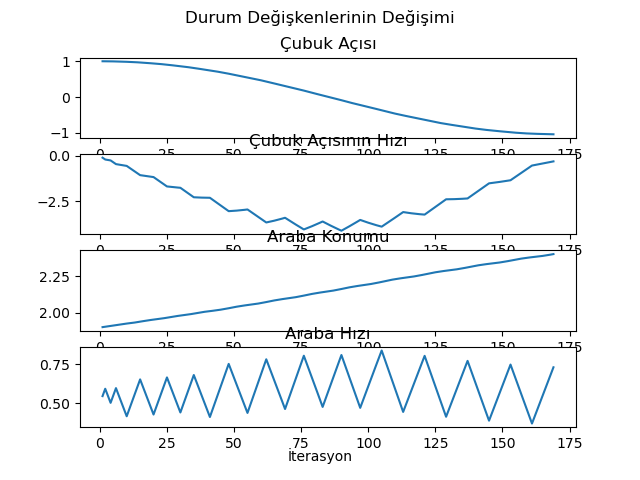 Durum Değişkenlerinin Değişimi
Çubuk Açısı
1
0
−1
0 25 50 75 100 125 150 175
Çubuk Açısının Hızı
0.0
−2.5
0 25 50 75 100 125 150 175
Araba Konumu
2.25
2.00
0 25 50 75 100 125 150 175
Araba Hızı
0.75
0.50
0 25 50 75 100 125 150 175
İterasyon